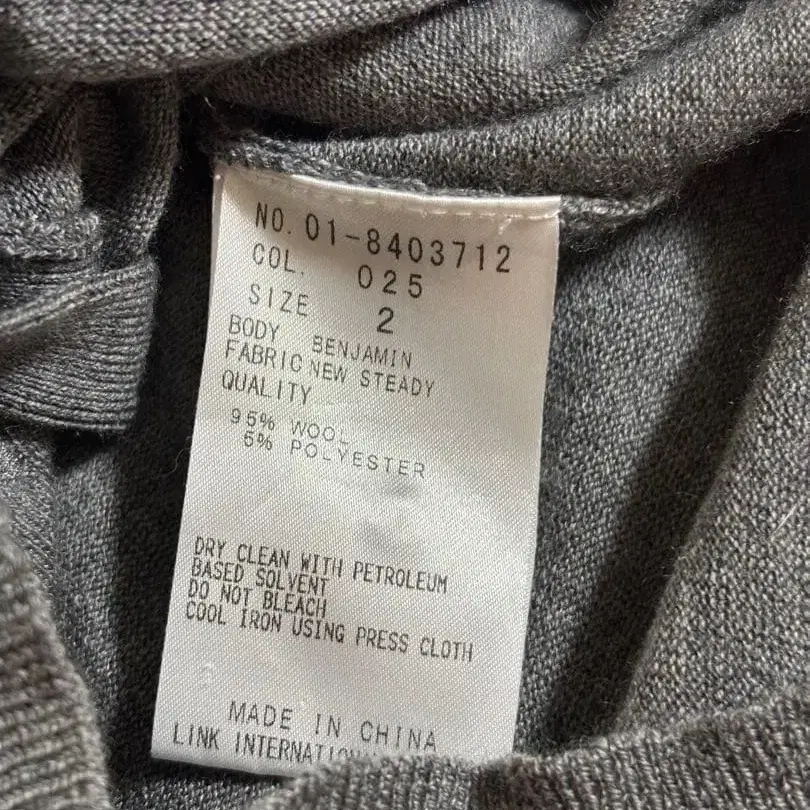 NO. 01-8403712
COL. 025
SIZE 2
BODY BENJAMIN
FABRIC NEW STEADY
QUALITY
95% WOOL
5% POLYESTER
DRY CLEAN WITH PETROLEUM
BASED SOLVENT
DO NOT BLEACH
COOL IRON USING PRESS CLOTH
MADE IN CHINA
LINK